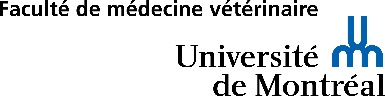 Faculté de médecine vétérinaire
Université
de Montréal